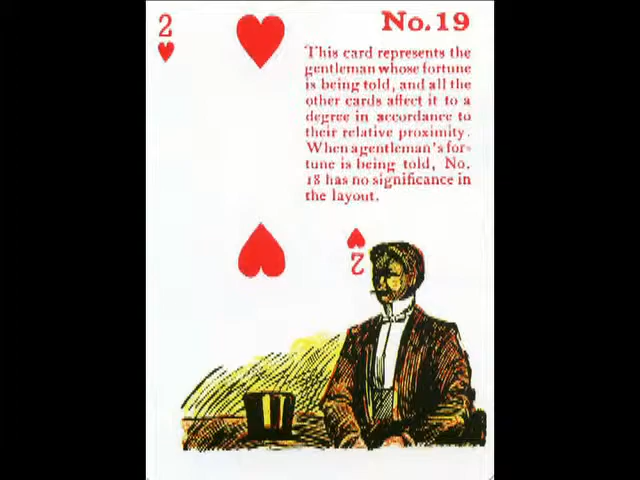 2
No. 19
This card represents the
gentleman whose fortune
is being told, and all the
other cards affect it to a
degree in accordance to
their relative proximity.
When agentleman's for-
tune is being told, No.
18 has no significance in
the layout.
2